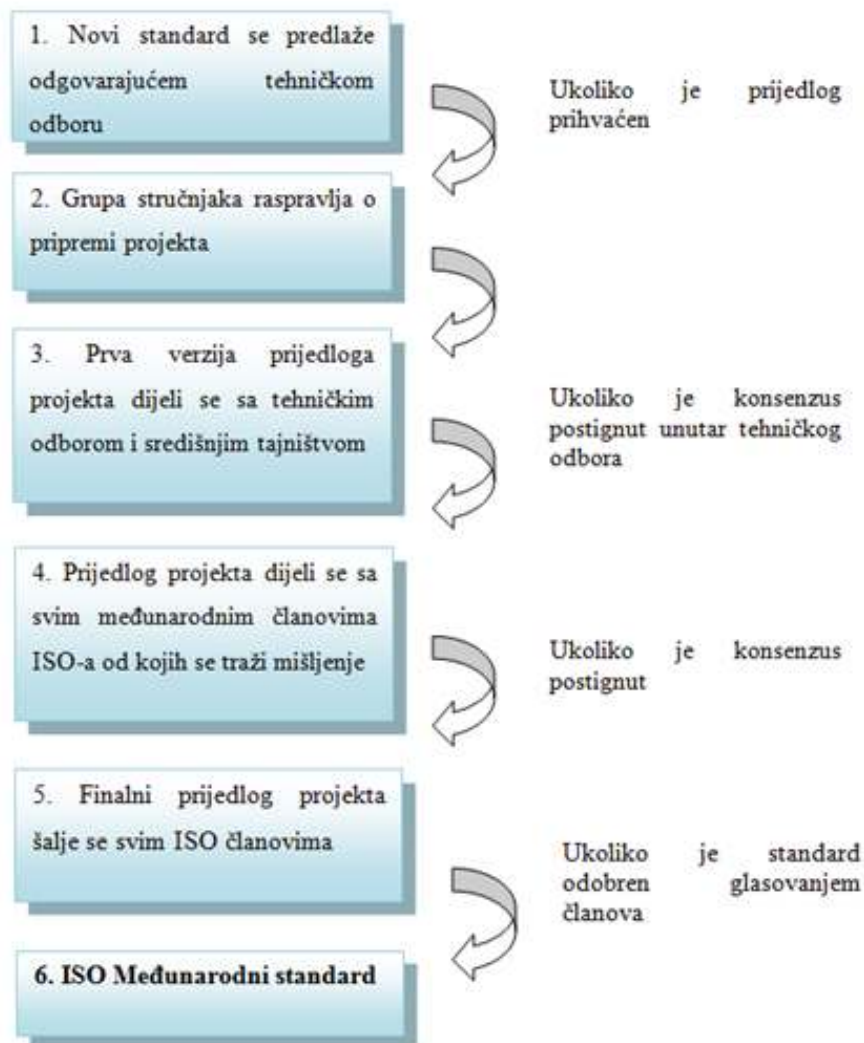 1. Novi standard se predlaže
odgovarajućem tehničkom
odboru
Ukoliko je prijedlog
prihvaćen
2. Grupa stručnjaka raspravlja o
pripremi projekta
3. Prva verzija prijedloga
projekta dijeli se sa tehničkim
odborom i središnjim tajništvom
Ukoliko je konsenzus
postignut unutar tehničkog
odbora
4. Prijedlog projekta dijeli se sa
svim međunarodnim članovima
ISO-a od kojih se traži mišljenje
Ukoliko je konsenzus
postignut
5. Finalni prijedlog projekta
šalje se svim ISO članovima
Ukoliko je standard
odobren glasovanjem
članova
6. ISO Međunarodni standard